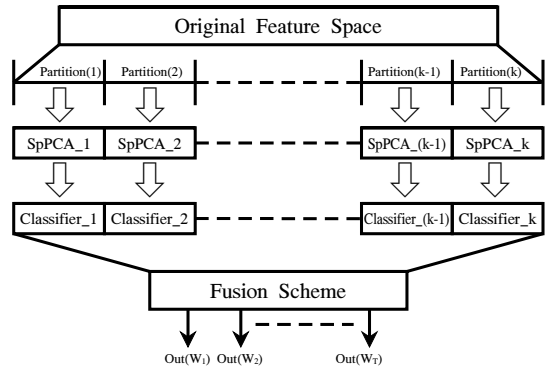 Original Feature Space
Partition(1) Partition(2) Partition(k-1) Partition(k)
SpPCA_1 SpPCA_2 SpPCA_(k-1) SpPCA_k
Classifier_1 Classifier_2 Classifier_(k-1) Classifier_k
Fusion Scheme
Out(W₁) Out(W₂) Out(W_T)